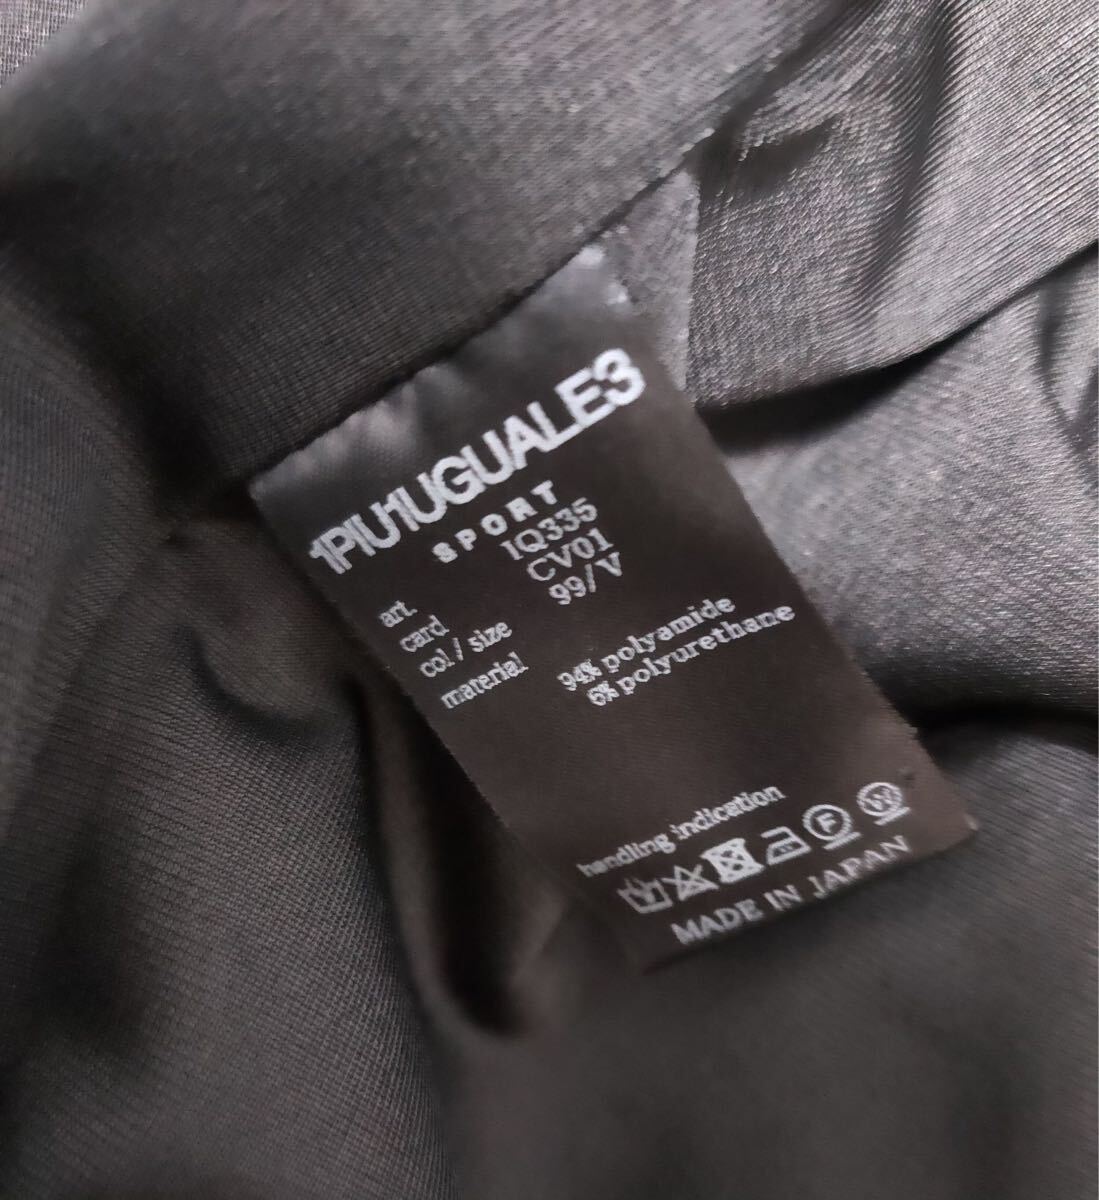 1PIU1UGUALE3
SPORT
art. IQ335
card. CV01
col / size 99/V
material 94% polyamide
6% polyurethane
handling indication
F W
MADE IN JAPAN